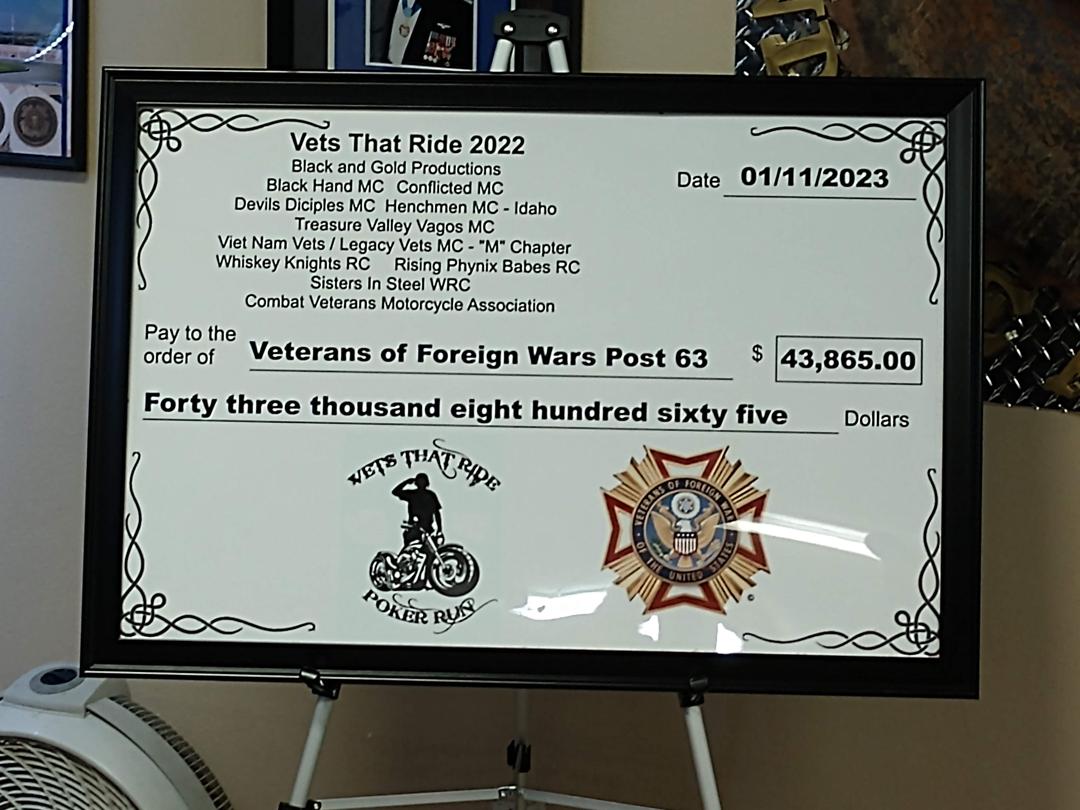 Vets That Ride 2022
Black and Gold Productions
Black Hand MC Conflicted MC
Devils Diciples MC Henchmen MC - Idaho
Treasure Valley Vagos MC
Viet Nam Vets / Legacy Vets MC - "M" Chapter
Whiskey Knights RC Rising Phynix Babes RC
Sisters In Steel WRC
Combat Veterans Motorcycle Association
Date 01/11/2023
Pay to the
order of Veterans of Foreign Wars Post 63 $ 43,865.00
Forty three thousand eight hundred sixty five Dollars
VETS THAT RIDE
POKER RUN
VETERANS OF FOREIGN WARS
OF THE UNITED STATES
©